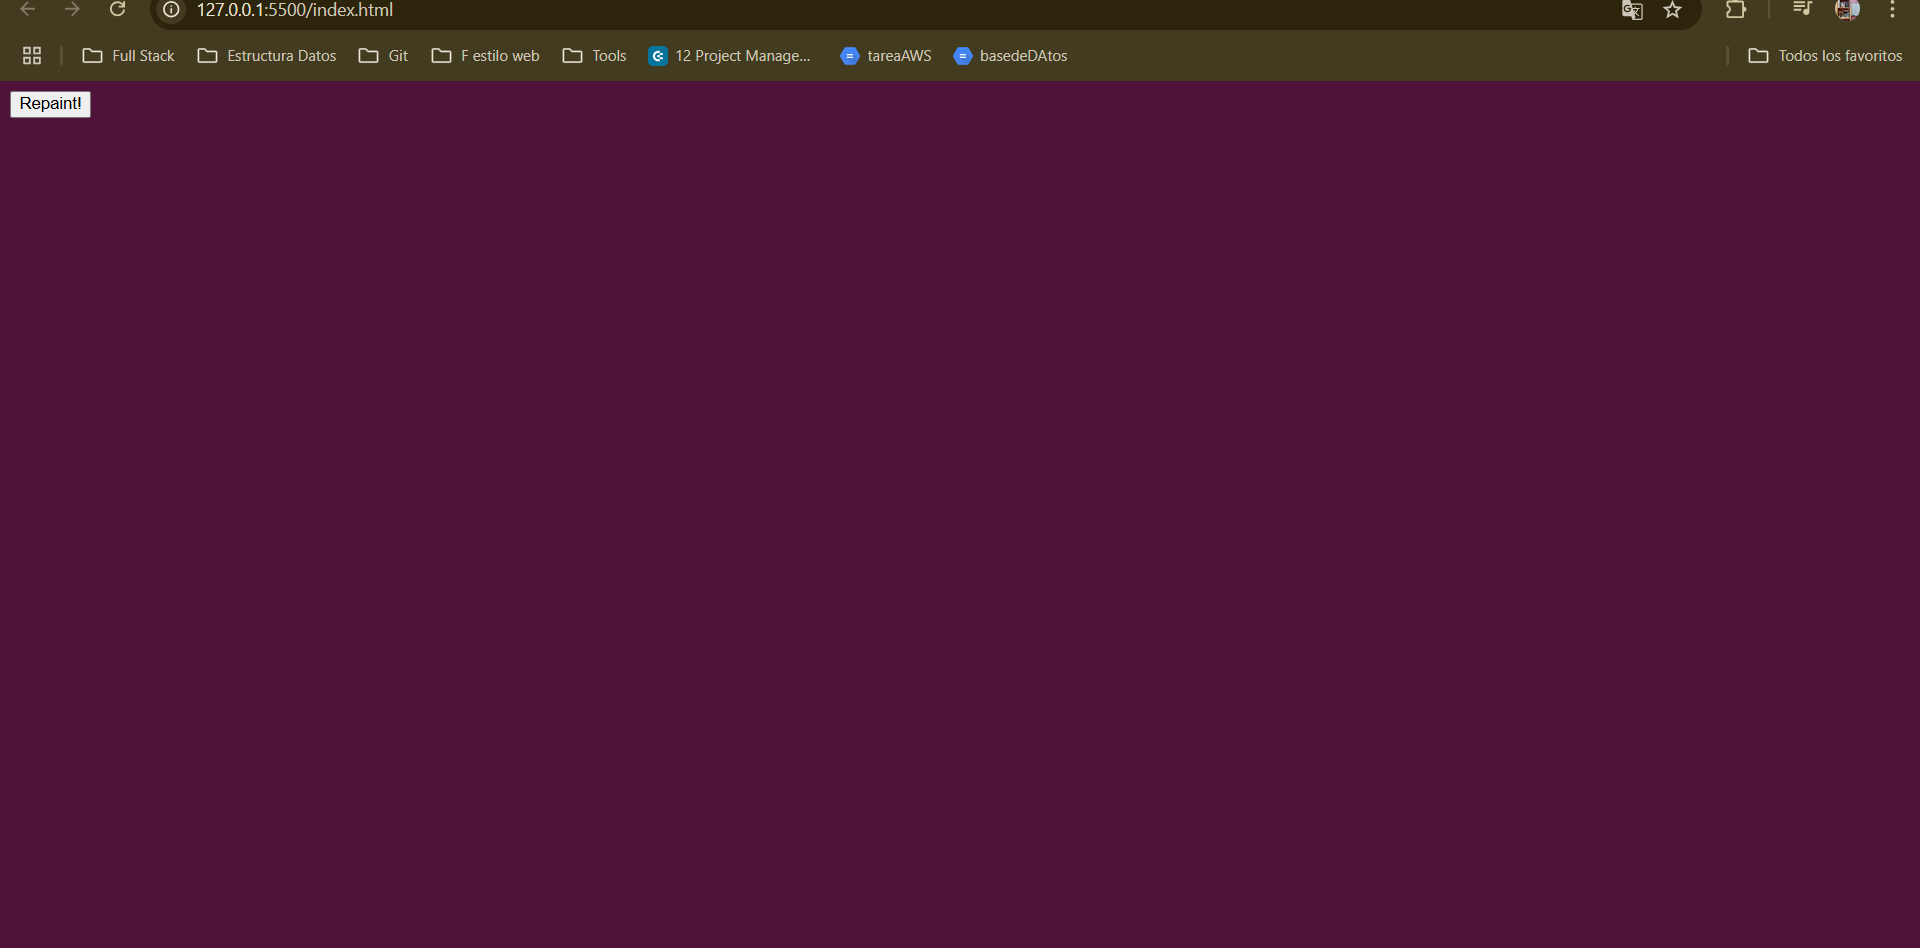 127.0.0.1:5500/index.html
Full Stack Estructura Datos Git F estilo web Tools 12 Project Manage... tareaAWS basedeDAtos Todos los favoritos
Repaint!